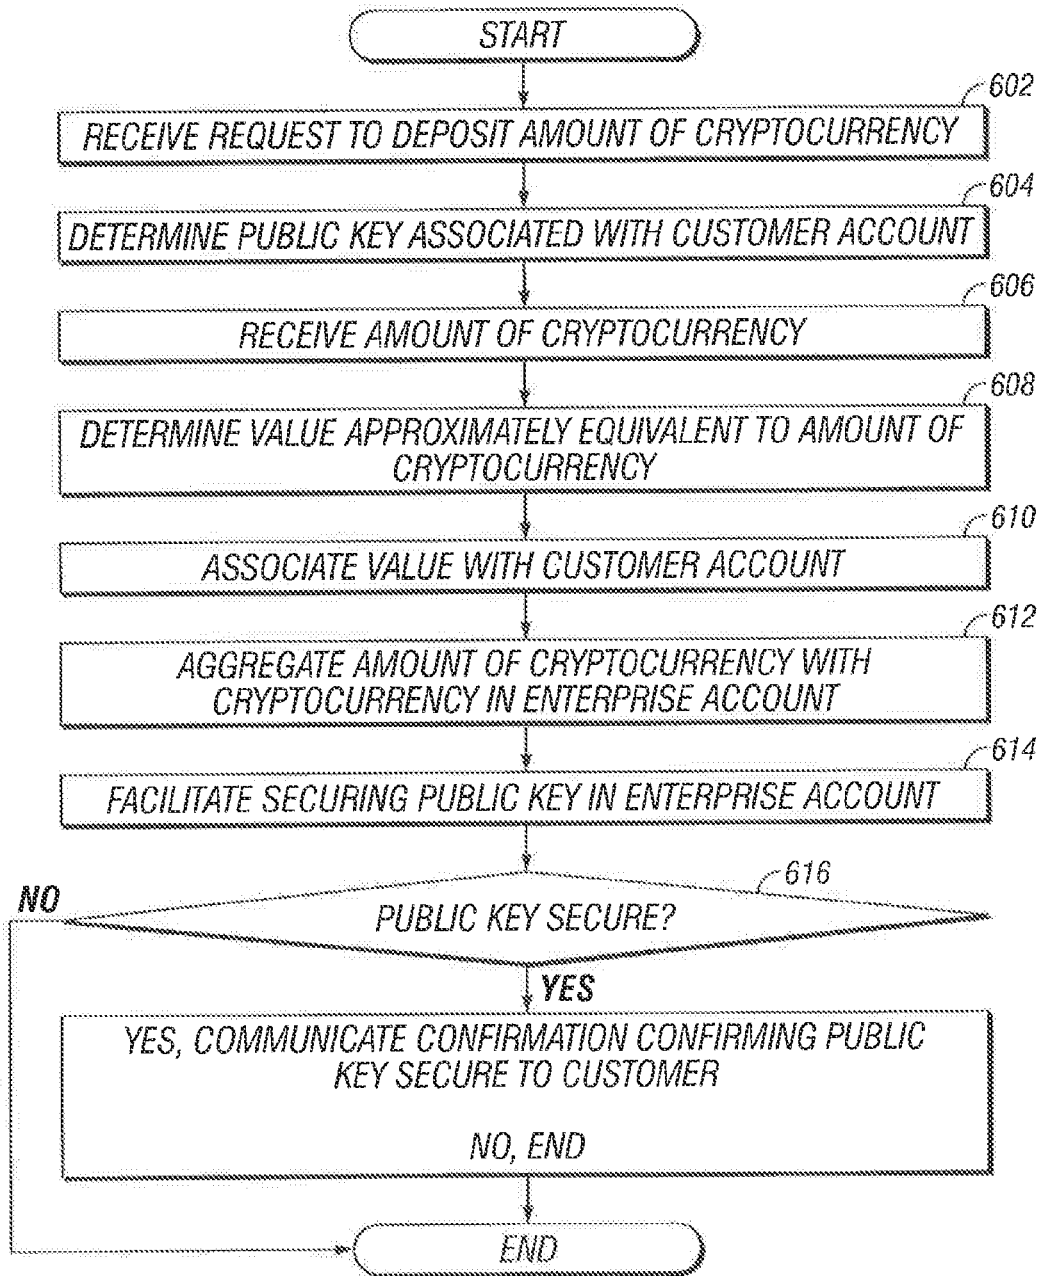 START
602
RECEIVE REQUEST TO DEPOSIT AMOUNT OF CRYPTOCURRENCY
604
DETERMINE PUBLIC KEY ASSOCIATED WITH CUSTOMER ACCOUNT
606
RECEIVE AMOUNT OF CRYPTOCURRENCY
608
DETERMINE VALUE APPROXIMATELY EQUIVALENT TO AMOUNT OF
CRYPTOCURRENCY
610
ASSOCIATE VALUE WITH CUSTOMER ACCOUNT
612
AGGREGATE AMOUNT OF CRYPTOCURRENCY WITH
CRYPTOCURRENCY IN ENTERPRISE ACCOUNT
614
FACILITATE SECURING PUBLIC KEY IN ENTERPRISE ACCOUNT
616
NO
PUBLIC KEY SECURE?
YES
YES, COMMUNICATE CONFIRMATION CONFIRMING PUBLIC
KEY SECURE TO CUSTOMER
NO, END
END